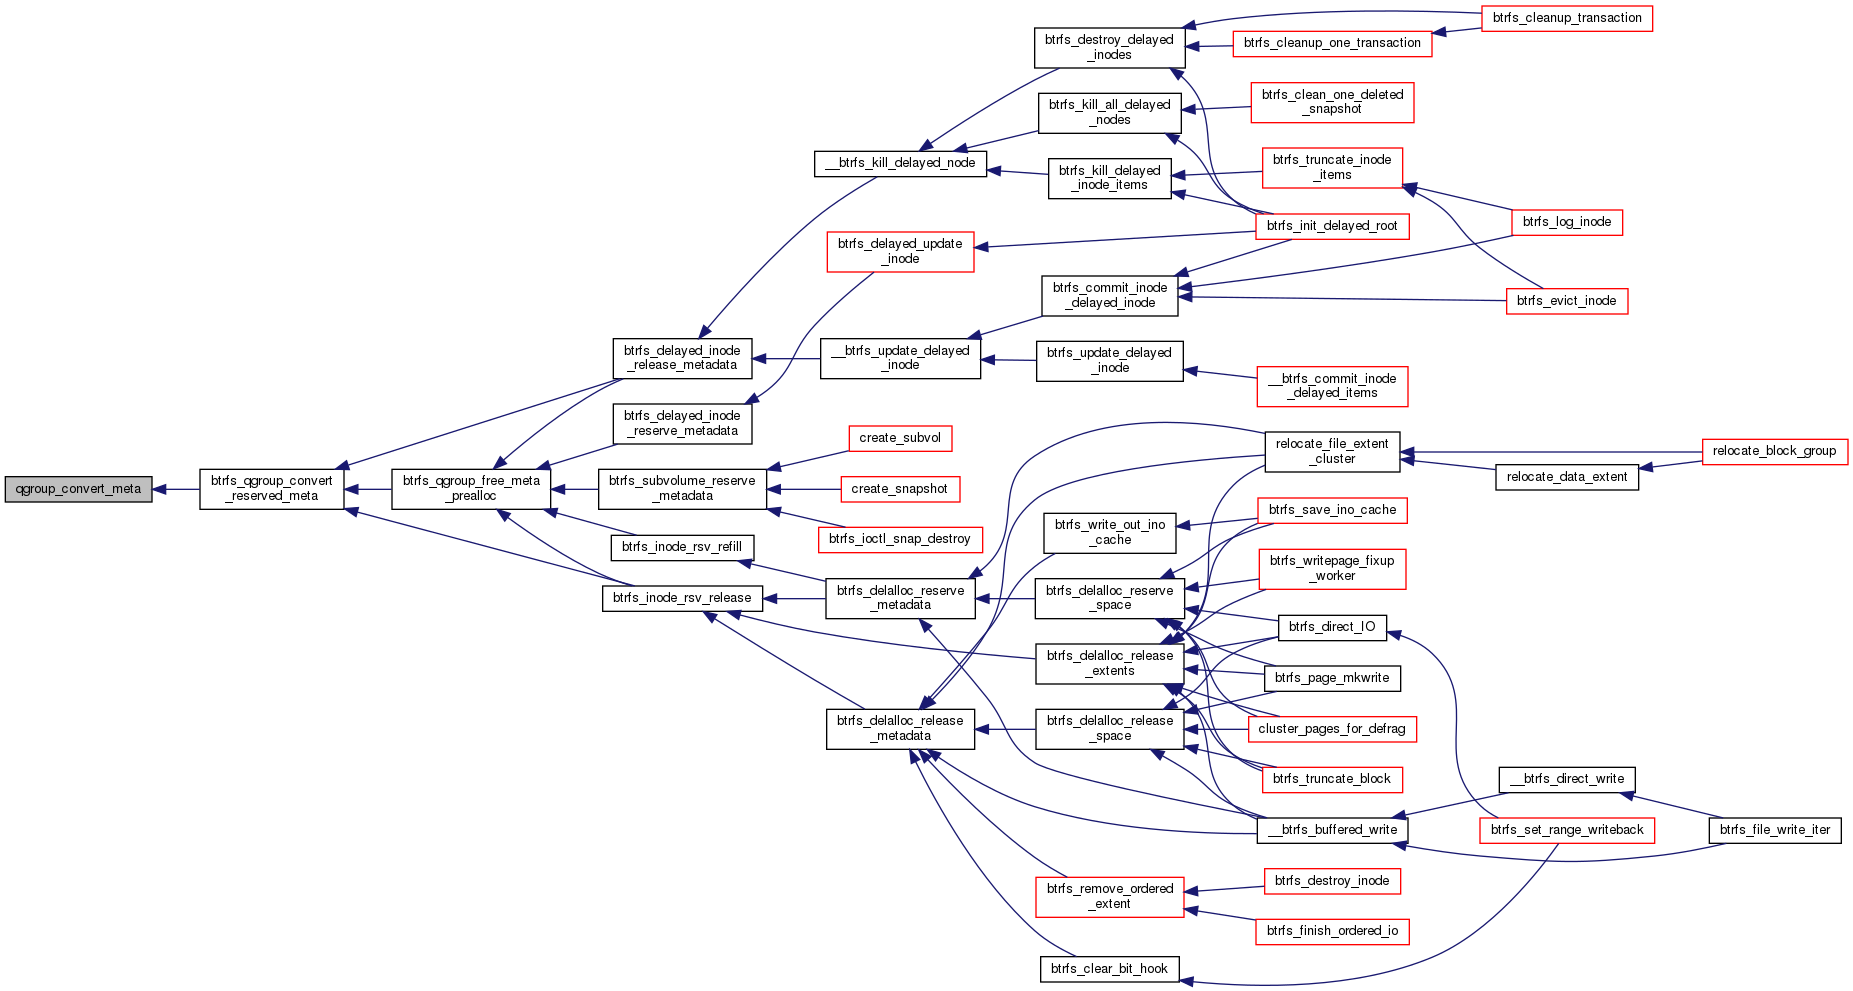 qgroup_convert_meta
btrfs_qgroup_convert
_reserved_meta
btrfs_qgroup_free_meta
_prealloc
btrfs_delayed_inode
_release_metadata
btrfs_delayed_inode
_reserve_metadata
btrfs_subvolume_reserve
_metadata
btrfs_inode_rsv_refill
btrfs_inode_rsv_release
__btrfs_kill_delayed_node
btrfs_delayed_update
_inode
__btrfs_update_delayed
_inode
create_subvol
create_snapshot
btrfs_ioctl_snap_destroy
btrfs_delalloc_reserve
_metadata
btrfs_delalloc_release
_metadata
btrfs_destroy_delayed
_inodes
btrfs_kill_all_delayed
_nodes
btrfs_kill_delayed
_inode_items
btrfs_commit_inode
_delayed_inode
btrfs_update_delayed
_inode
btrfs_write_out_ino
_cache
btrfs_delalloc_reserve
_space
btrfs_delalloc_release
_extents
btrfs_delalloc_release
_space
btrfs_remove_ordered
_extent
btrfs_clear_bit_hook
btrfs_cleanup_one_transaction
btrfs_clean_one_deleted
_snapshot
btrfs_truncate_inode
_items
btrfs_init_delayed_root
__btrfs_commit_inode
_delayed_items
relocate_file_extent
_cluster
btrfs_save_ino_cache
btrfs_writepage_fixup
_worker
btrfs_direct_IO
btrfs_page_mkwrite
cluster_pages_for_defrag
btrfs_truncate_block
__btrfs_buffered_write
btrfs_destroy_inode
btrfs_finish_ordered_io
btrfs_cleanup_transaction
btrfs_log_inode
btrfs_evict_inode
relocate_data_extent
__btrfs_direct_write
btrfs_set_range_writeback
relocate_block_group
btrfs_file_write_iter